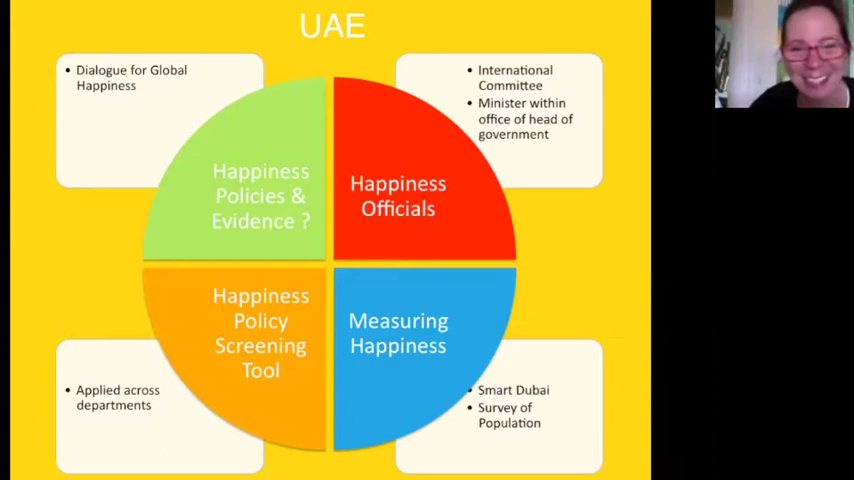 UAE
• Dialogue for Global
Happiness
• International
Committee
• Minister within
office of head of
government
Happiness
Policies &
Evidence ?
Happiness
Officials
Happiness
Policy
Screening
Tool
Measuring
Happiness
• Applied across
departments
• Smart Dubai
• Survey of
Population